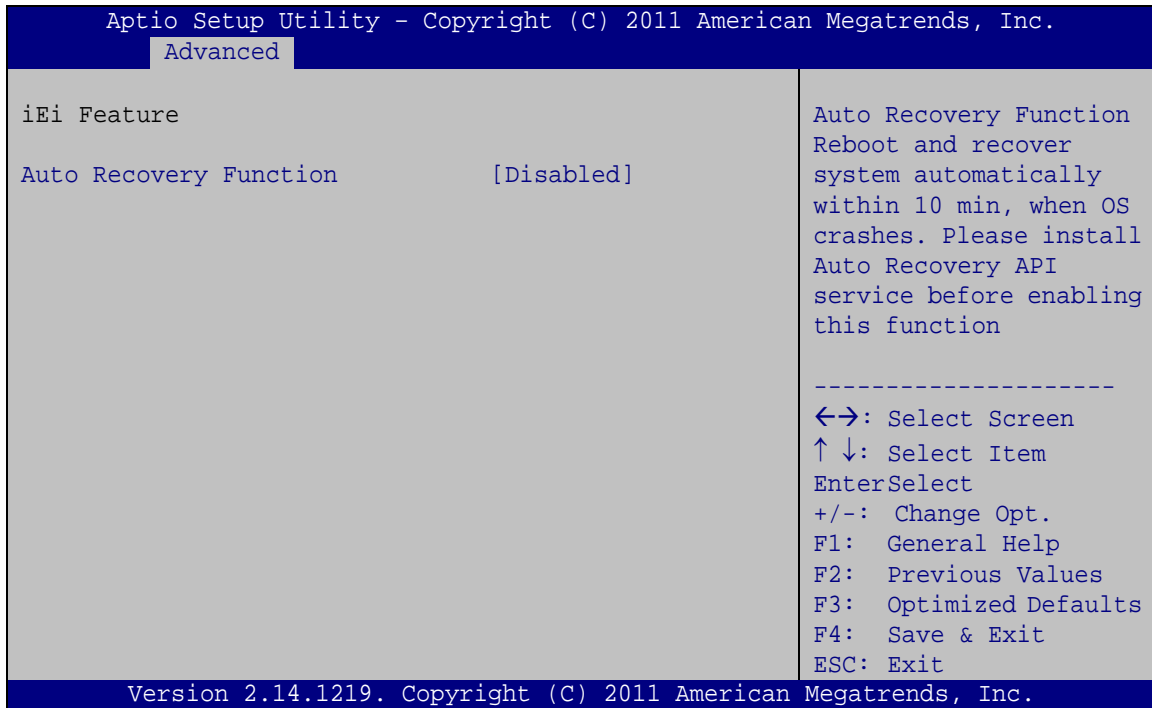 Aptio Setup Utility – Copyright (C) 2011 American Megatrends, Inc.
Advanced
iEi Feature
Auto Recovery Function [Disabled]
Auto Recovery Function
Reboot and recover
system automatically
within 10 min, when OS
crashes. Please install
Auto Recovery API
service before enabling
this function
---------------------
←→: Select Screen
↑ ↓: Select Item
EnterSelect
+/-: Change Opt.
F1: General Help
F2: Previous Values
F3: Optimized Defaults
F4: Save & Exit
ESC: Exit
Version 2.14.1219. Copyright (C) 2011 American Megatrends, Inc.